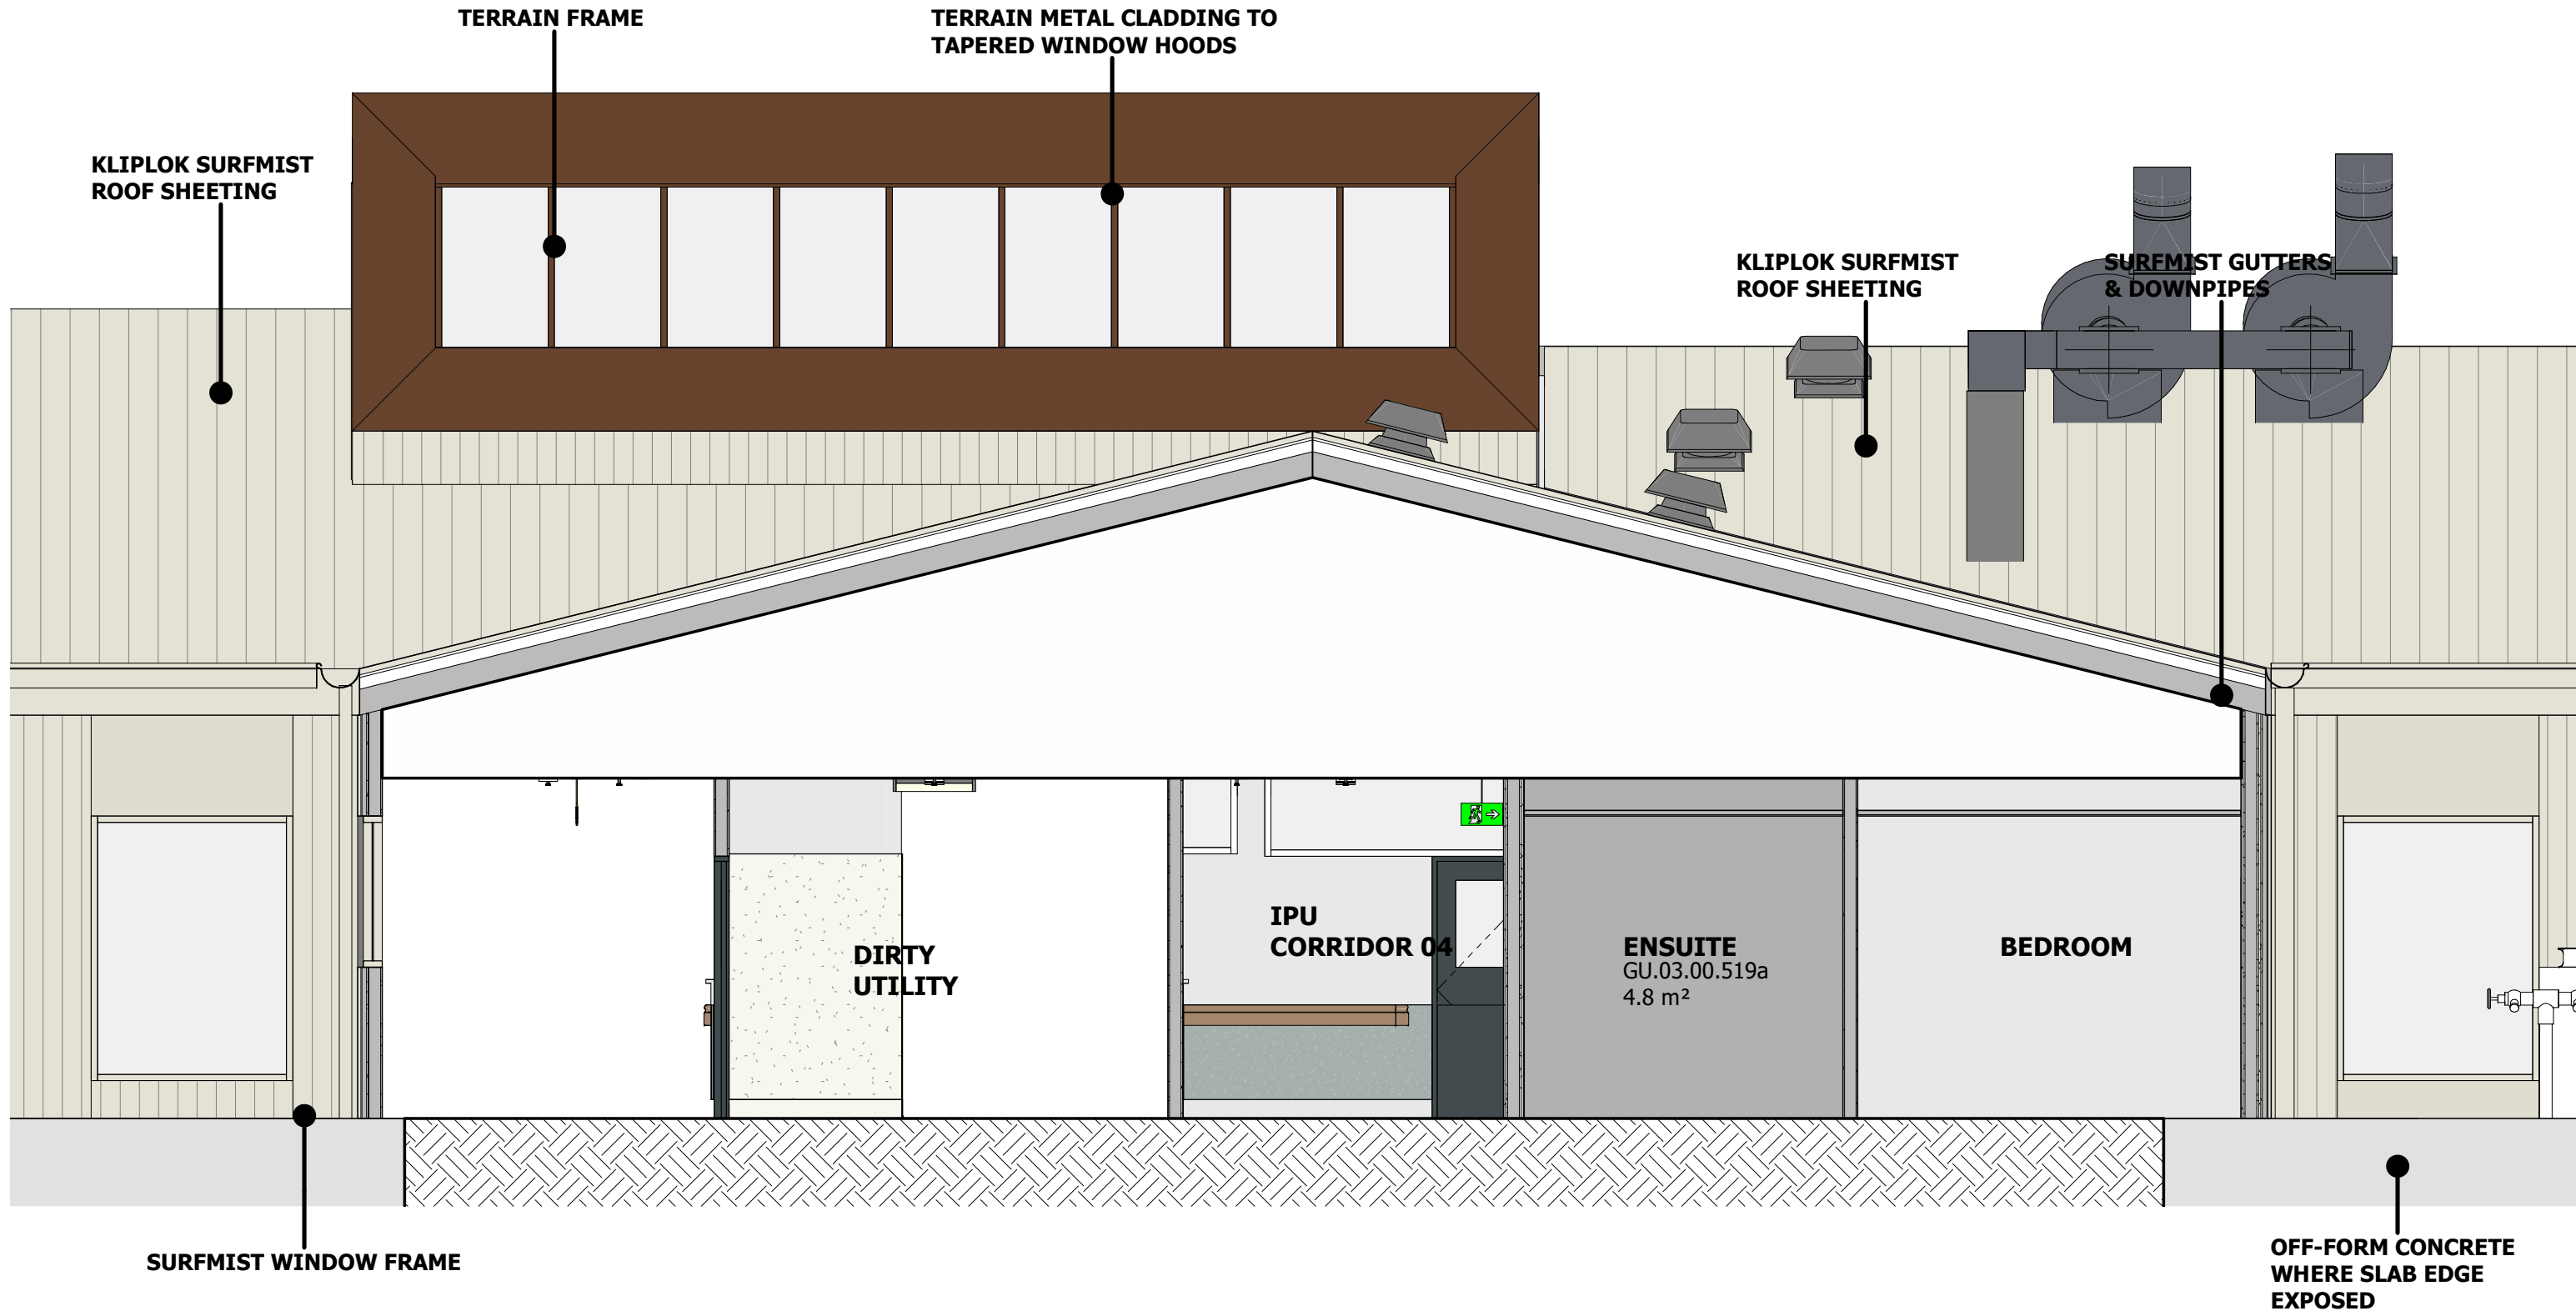 TERRAIN FRAME
TERRAIN METAL CLADDING TO
TAPERED WINDOW HOODS
KLIPLOK SURFMIST
ROOF SHEETING
KLIPLOK SURFMIST
ROOF SHEETING
SURFMIST GUTTERS
& DOWNPIPES
DIRTY
UTILITY
IPU
CORRIDOR 04
ENSUITE
GU.03.00.519a
4.8 m²
BEDROOM
SURFMIST WINDOW FRAME
OFF-FORM CONCRETE
WHERE SLAB EDGE
EXPOSED